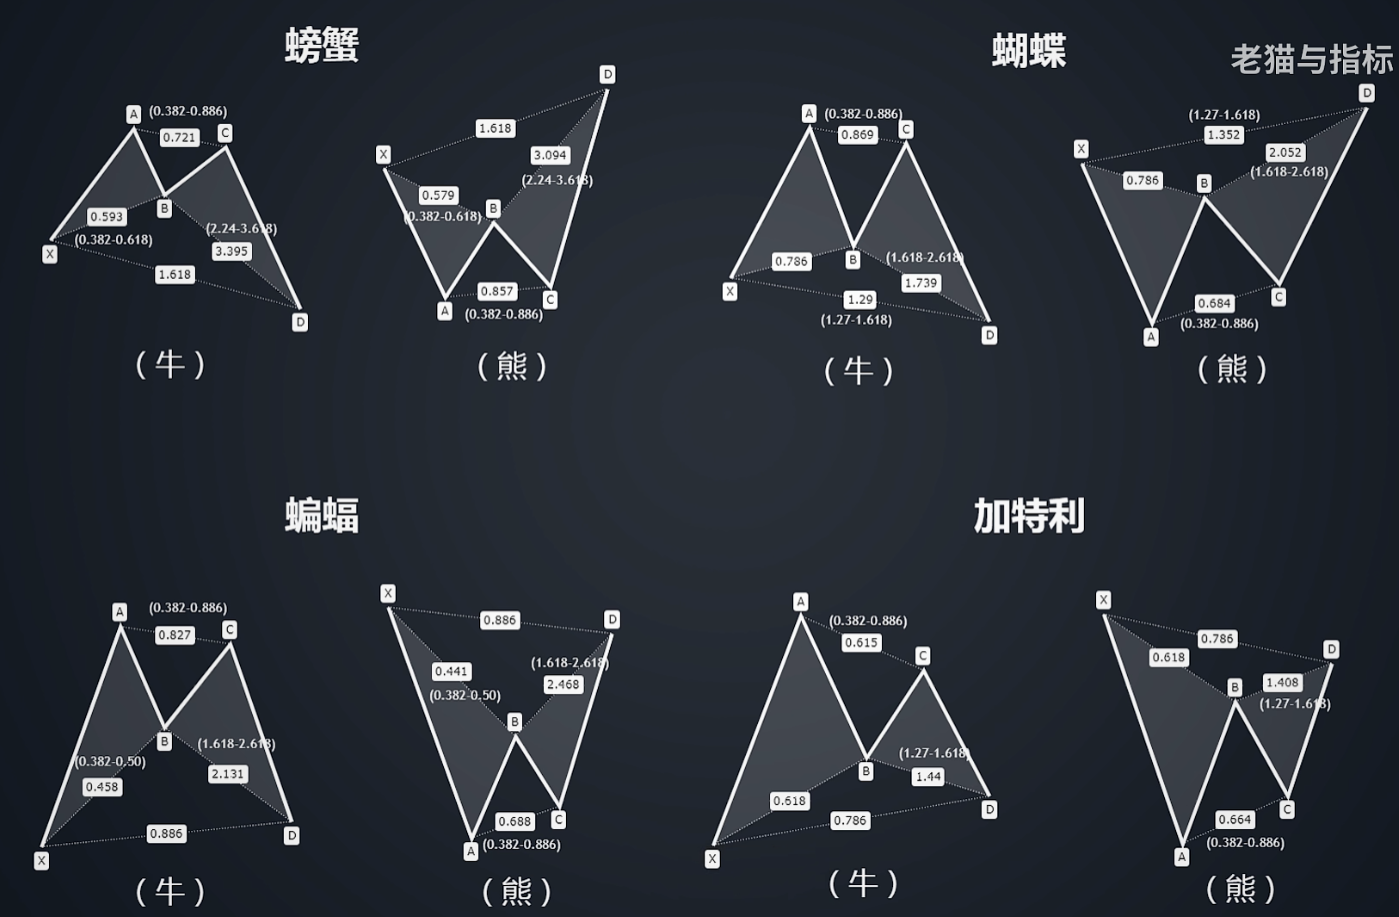 螃蟹
A
(0.382-0.886)
0.721
C
0.593
B
(0.382-0.618)
X
(2.24-3.618)
3.395
1.618
D
(牛)
D
1.618
X
3.094
(2.24-3.618)
0.579
B
(0.382-0.618)
0.857
A
C
(0.382-0.886)
(熊)
蝴蝶
老猫与指标
A
(0.382-0.886)
0.869
C
0.786
B
(1.618-2.618)
X
1.29
1.739
(1.27-1.618)
D
(牛)
D
(1.27-1.618)
1.352
X
2.052
(1.618-2.618)
0.786
B
0.684
C
(0.382-0.886)
A
(熊)
蝙蝠
A
(0.382-0.886)
0.827
C
B
(1.618-2.618)
(0.382-0.50)
0.458
2.131
0.886
D
X
(牛)
X
0.886
D
(1.618-2.618)
0.441
2.468
(0.382-0.50)
B
0.688
C
(0.382-0.886)
A
(熊)
加特利
A
(0.382-0.886)
0.615
C
(1.27-1.618)
B
1.44
0.618
D
0.786
X
(牛)
X
0.786
D
0.618
1.408
B
(1.27-1.618)
C
0.664
(0.382-0.886)
A
(熊)